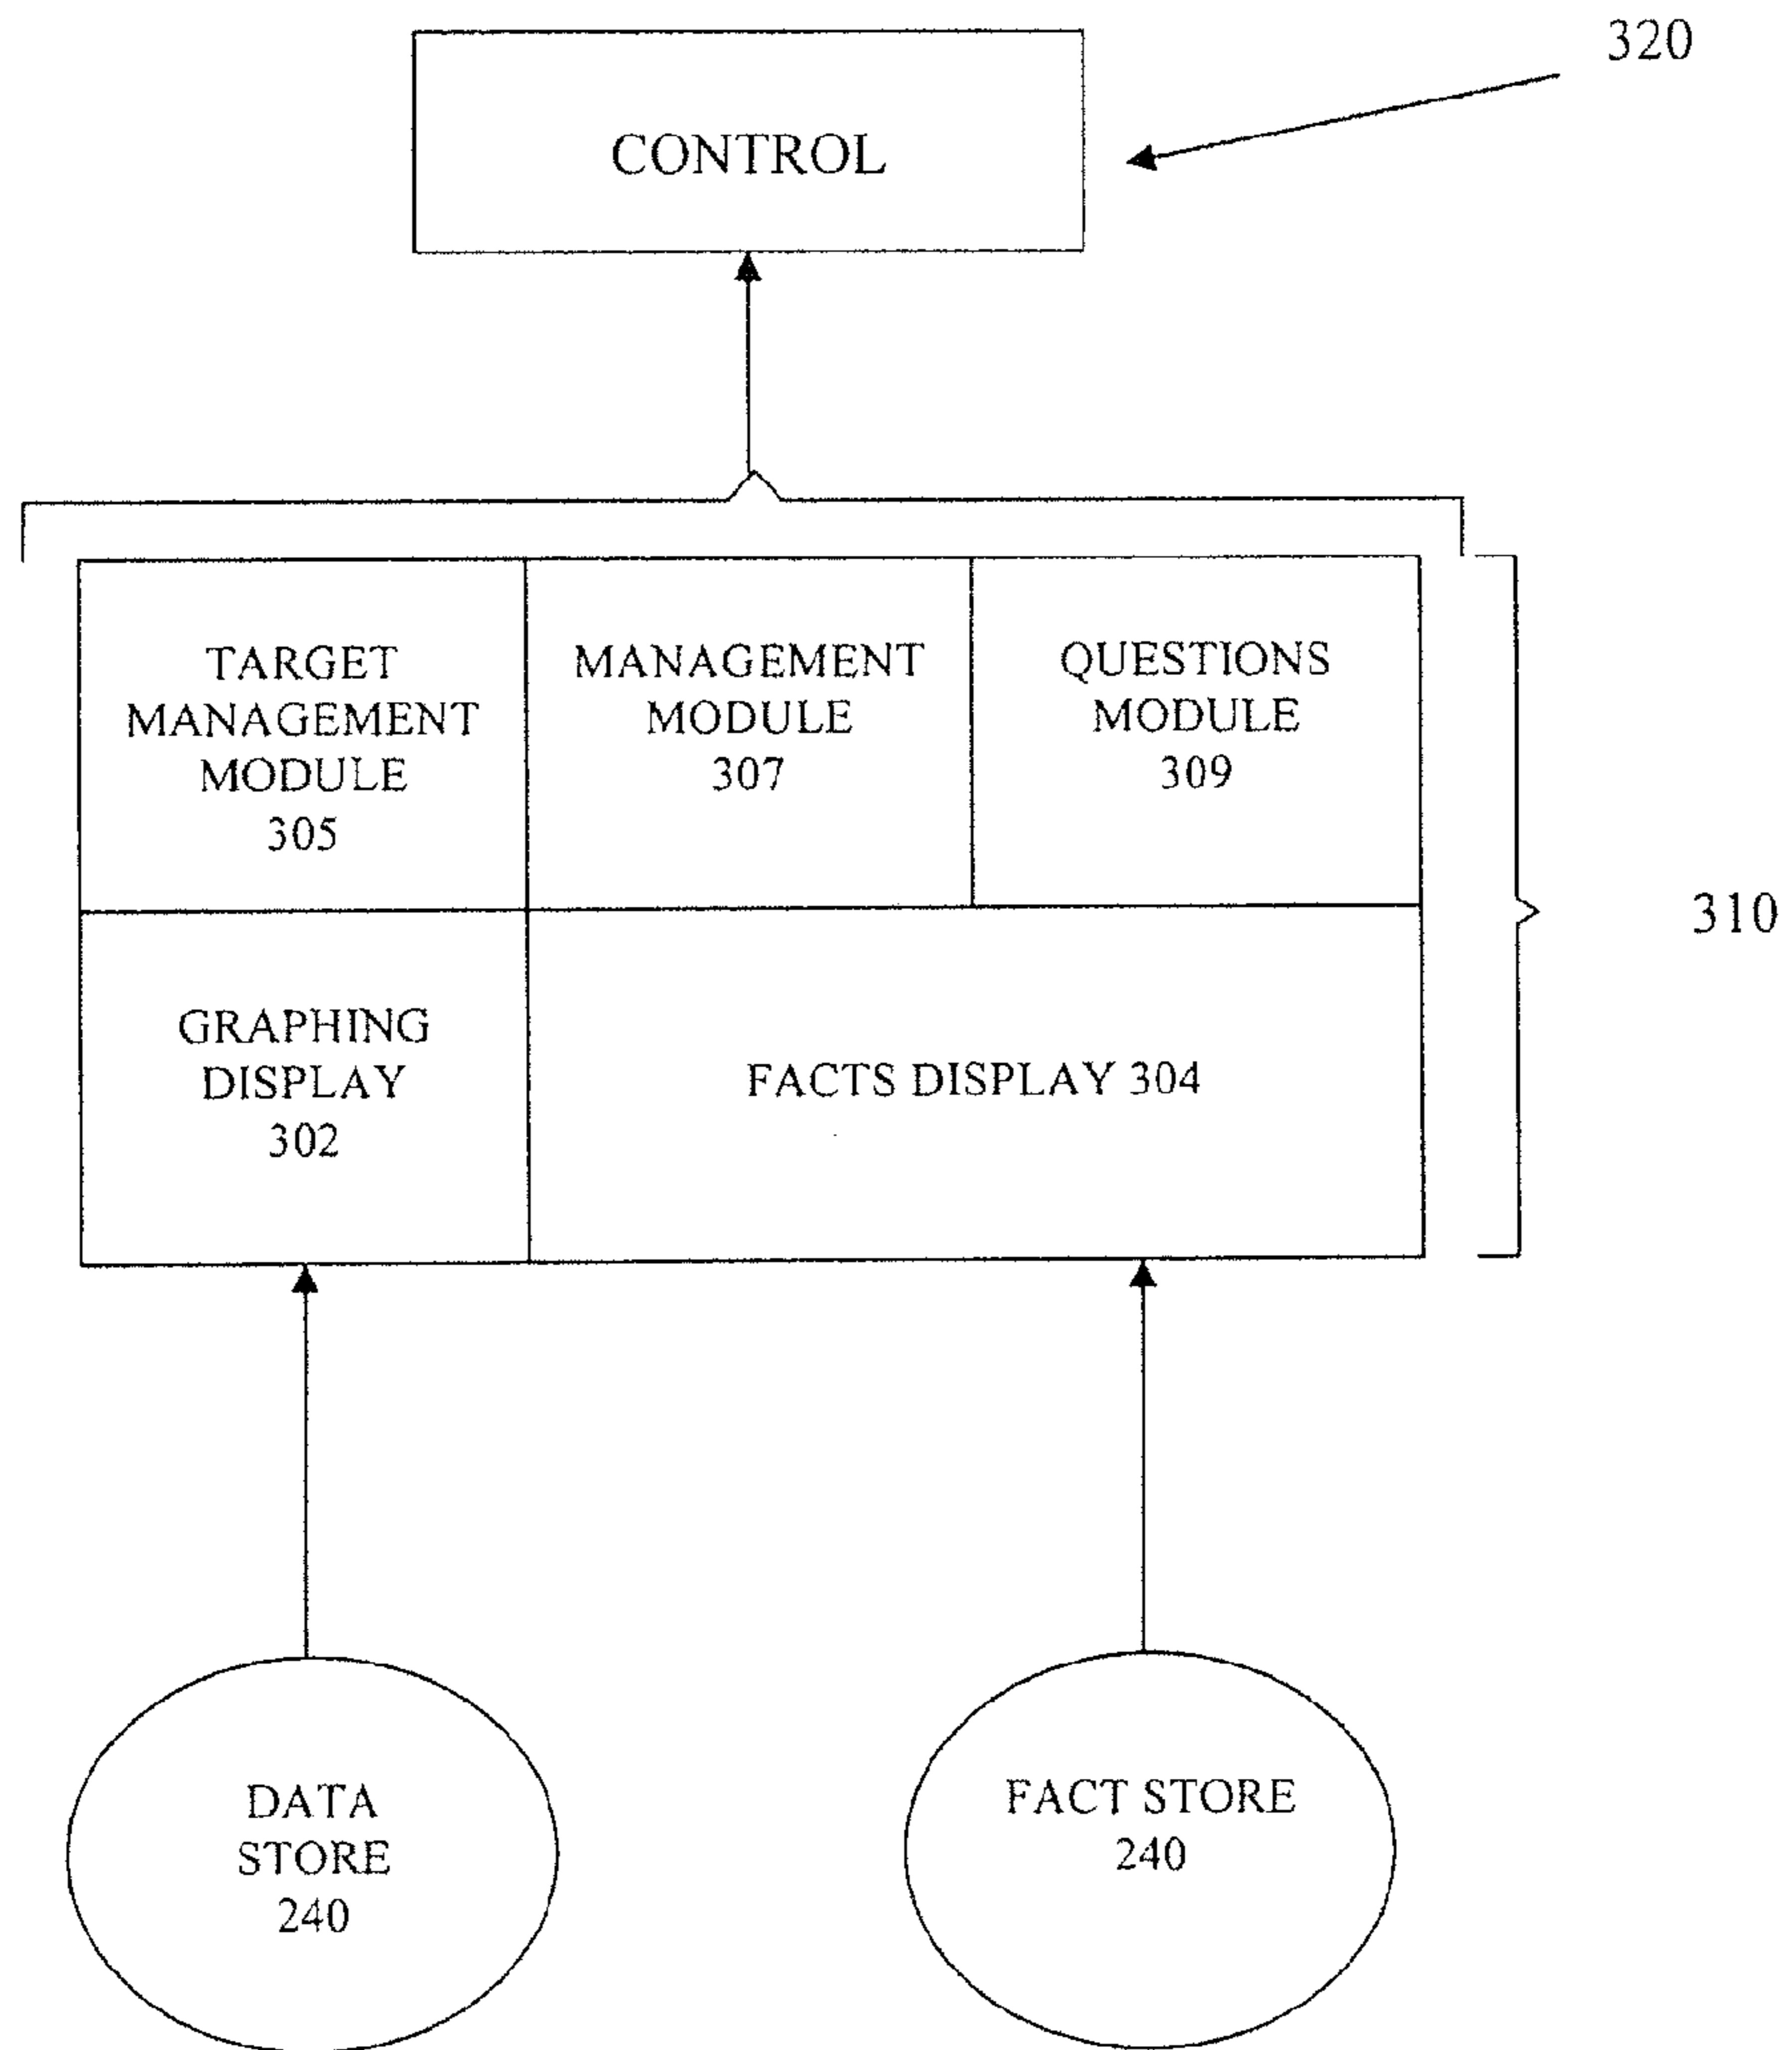 320
CONTROL
TARGET
MANAGEMENT
MODULE
305
MANAGEMENT
MODULE
307
QUESTIONS
MODULE
309
310
GRAPHING
DISPLAY
302
FACTS DISPLAY 304
DATA
STORE
240
FACT STORE
240